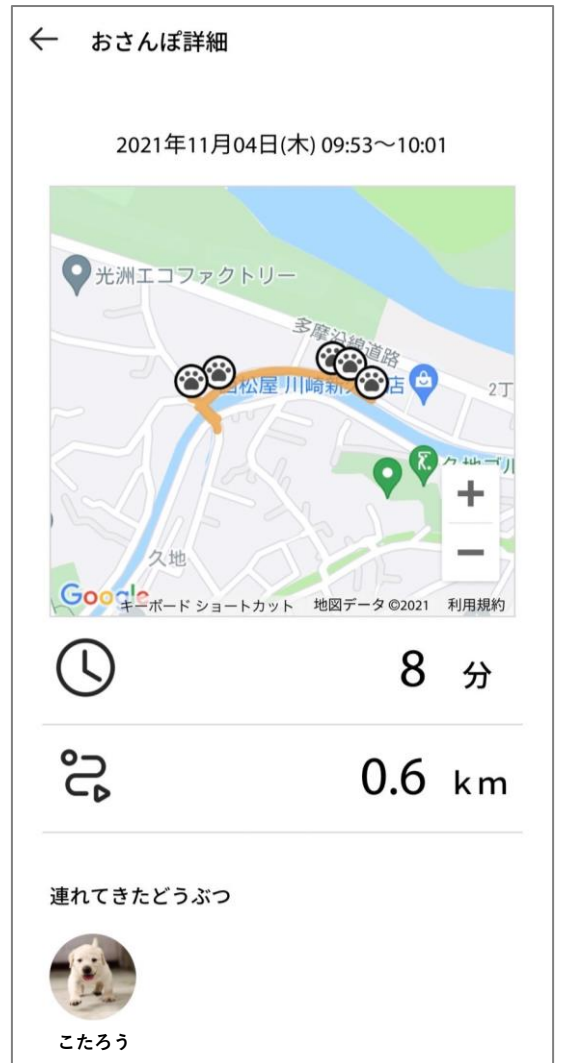 おさんぽ詳細
2021年11月04日(木) 09:53～10:01
光洲エコファクトリー
多摩沿線道路
松屋 川崎新
店
2丁
久地
Google
キーボード ショートカット 地図データ ©2021 利用規約
+
−
8 分
0.6 km
連れてきたどうぶつ
こたろう